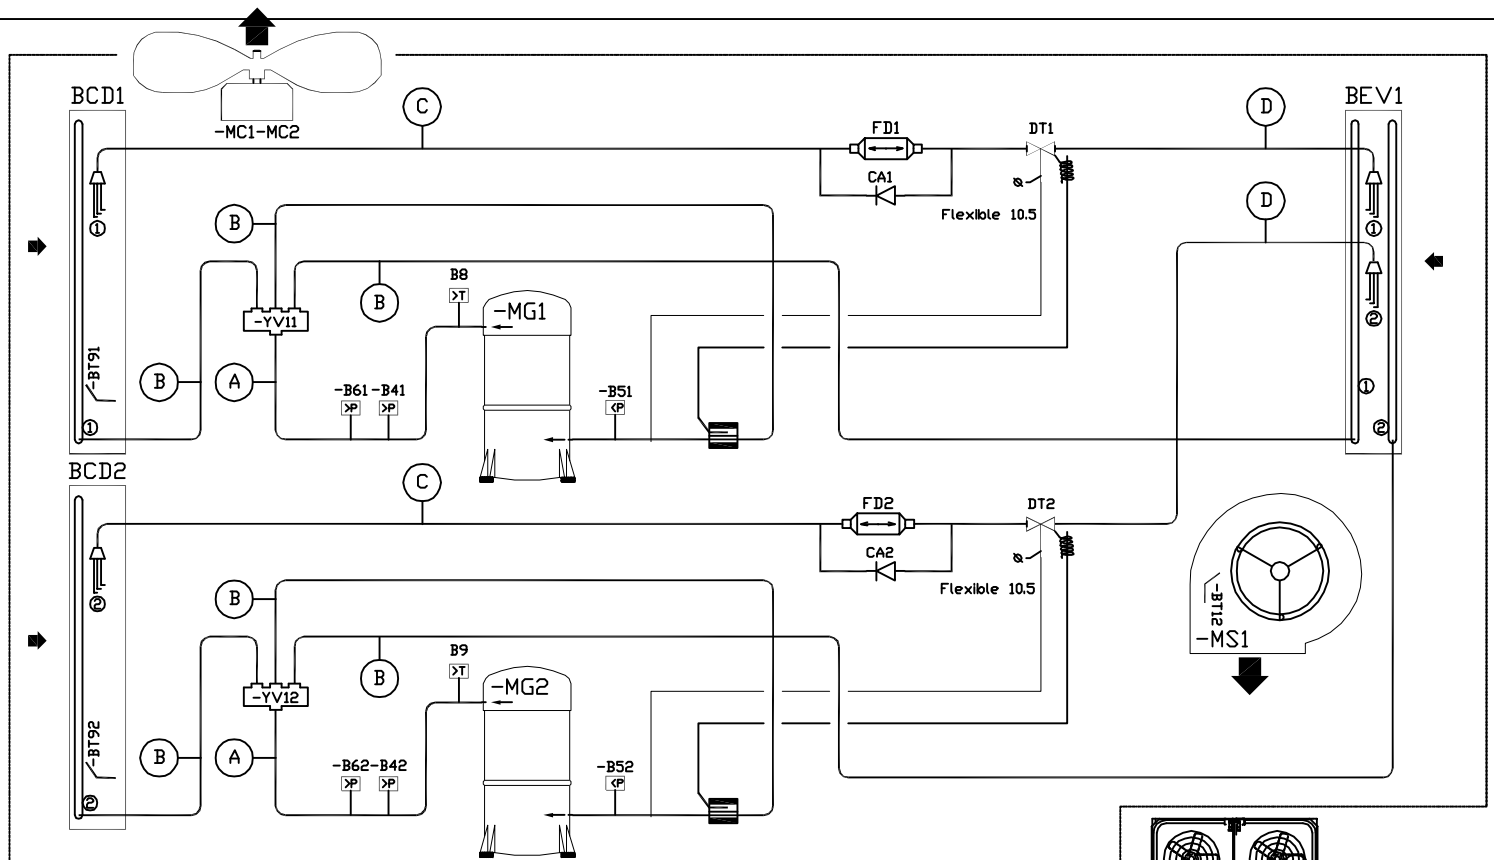 BCD1
-MC1-MC2
C
FD1
DT1
D
BEV1
CA1
Flexible 10.5
D
1
B
1
2
B8
>T
-MG1
B
-YV11
-BT91
B
A
-B61 -B41
>P >P
-B51
<P
1
1
2
BCD2
C
FD2
DT2
CA2
Flexible 10.5
2
B
-BT12
-MS1
B9
>T
-MG2
B
-YV12
-BT92
B
A
-B62-B42
>P >P
-B52
<P
2